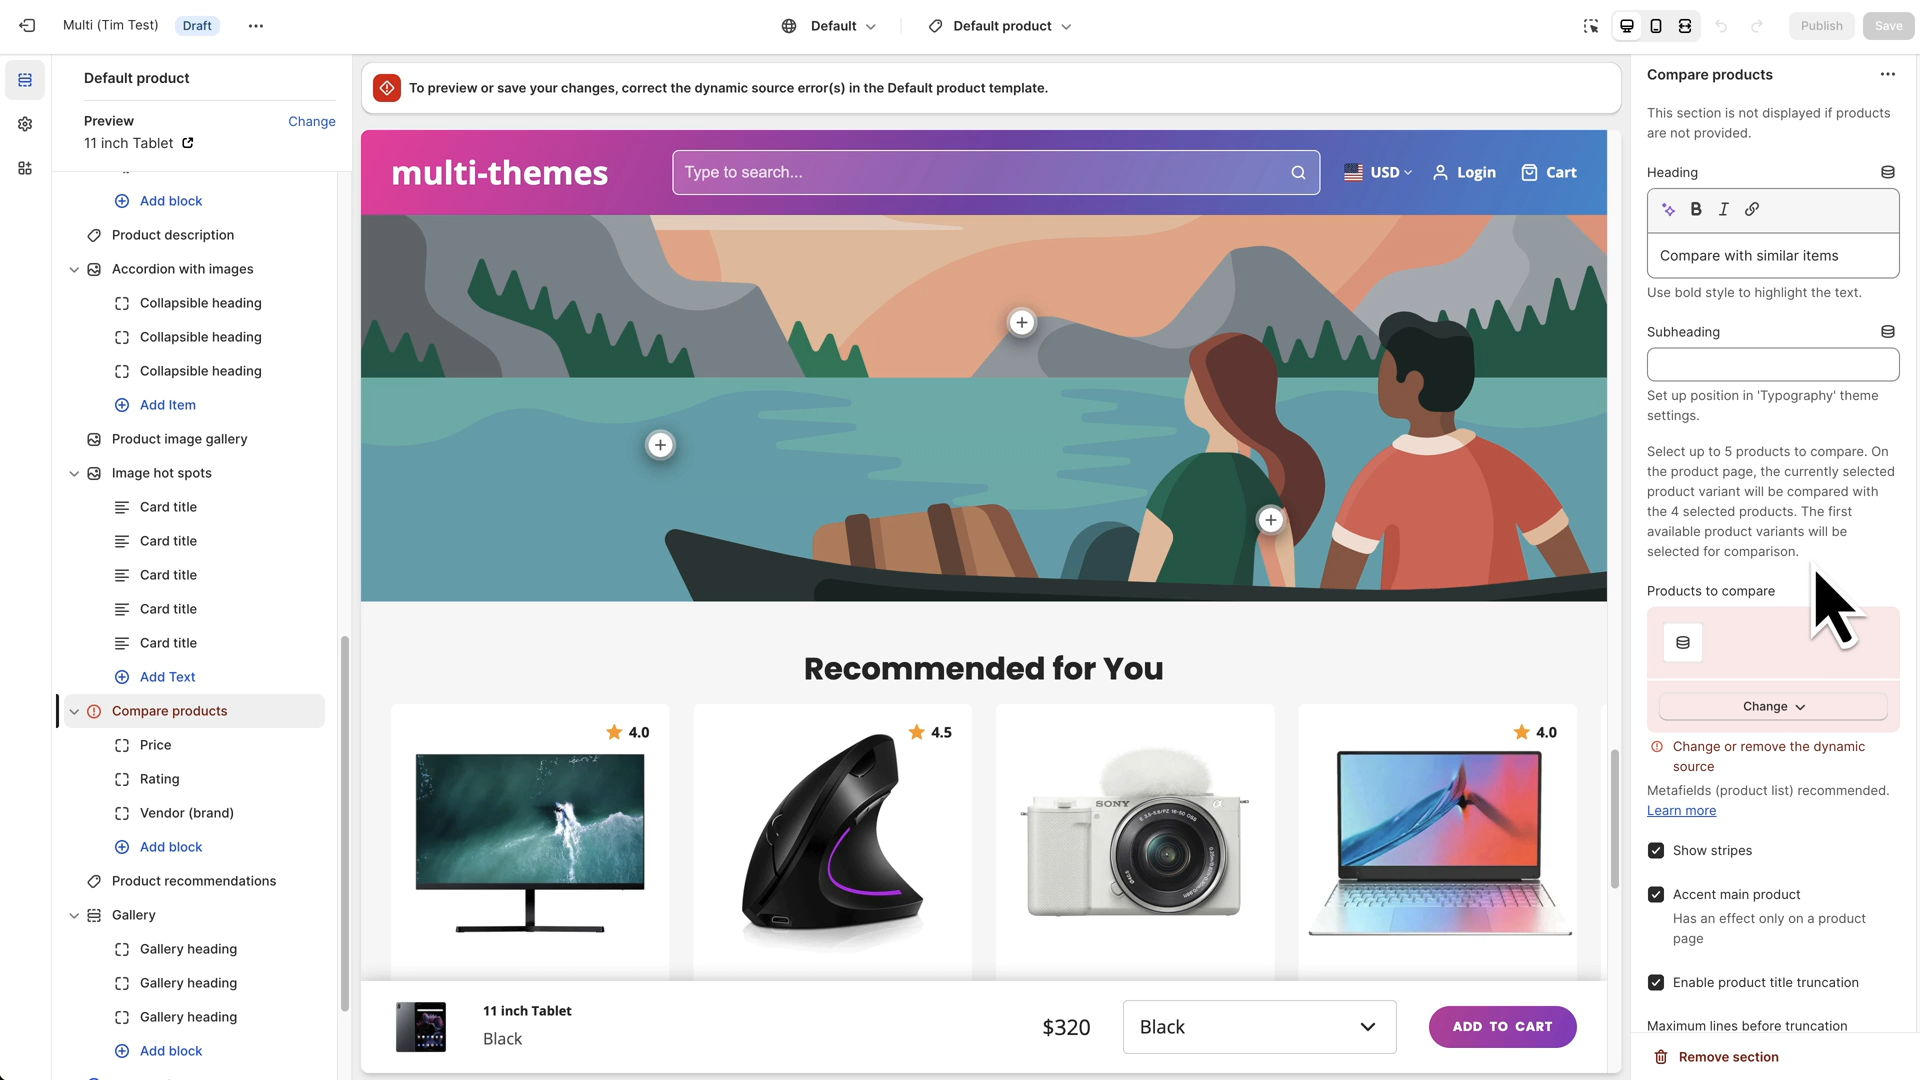 Multi (Tim Test)
Draft
Default
Default product
Publish
Save
Default product
Preview
Change
11 inch Tablet
Add block
Product description
Accordion with images
Collapsible heading
Collapsible heading
Collapsible heading
Add Item
Product image gallery
Image hot spots
Card title
Card title
Card title
Card title
Card title
Add Text
Compare products
Price
Rating
Vendor (brand)
Add block
Product recommendations
Gallery
Gallery heading
Gallery heading
Gallery heading
Add block
To preview or save your changes, correct the dynamic source error(s) in the Default product template.
multi-themes
Type to search...
USD
Login
Cart
Recommended for You
4.0
4.5
4.0
SONY
11 inch Tablet
Black
$320
Black
ADD TO CART
Compare products
This section is not displayed if products
are not provided.
Heading
B I
Compare with similar items
Use bold style to highlight the text.
Subheading
Set up position in 'Typography' theme
settings.
Select up to 5 products to compare. On
the product page, the currently selected
product variant will be compared with
the 4 selected products. The first
available product variants will be
selected for comparison.
Products to compare
Change
Change or remove the dynamic
source
Metafields (product list) recommended.
Learn more
Show stripes
Accent main product
Has an effect only on a product
page
Enable product title truncation
Maximum lines before truncation
Remove section